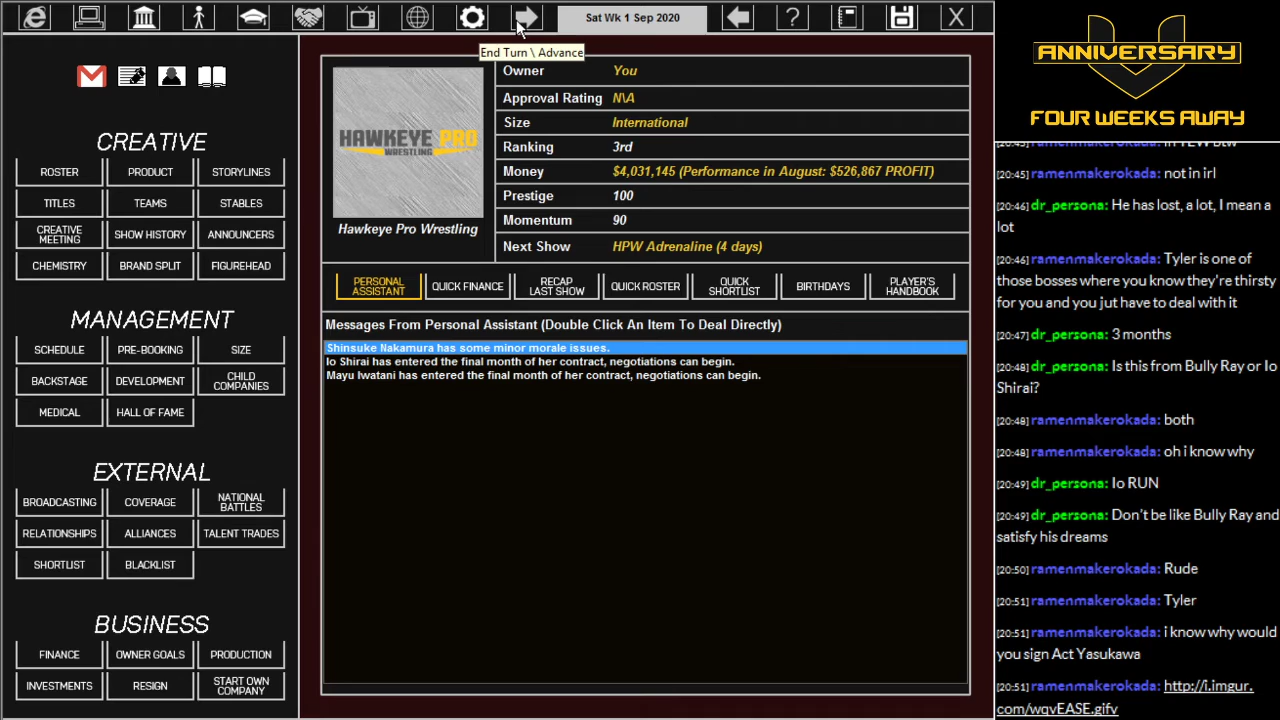 Sat Wk 1 Sep 2020
End Turn \ Advance
CREATIVE
ROSTER
PRODUCT
STORYLINES
TITLES
TEAMS
STABLES
CREATIVE
MEETING
SHOW HISTORY
ANNOUNCERS
CHEMISTRY
BRAND SPLIT
FIGUREHEAD
MANAGEMENT
SCHEDULE
PRE-BOOKING
SIZE
BACKSTAGE
DEVELOPMENT
CHILD
COMPANIES
MEDICAL
HALL OF FAME
EXTERNAL
BROADCASTING
COVERAGE
NATIONAL
BATTLES
RELATIONSHIPS
ALLIANCES
TALENT TRADES
SHORTLIST
BLACKLIST
BUSINESS
FINANCE
OWNER GOALS
PRODUCTION
INVESTMENTS
RESIGN
START OWN
COMPANY
HAWKEYE PRO
WRESTLING
Hawkeye Pro Wrestling
Owner You
Approval Rating N\A
Size International
Ranking 3rd
Money $4,031,145 (Performance in August: $526,867 PROFIT)
Prestige 100
Momentum 90
Next Show HPW Adrenaline (4 days)
PERSONAL
ASSISTANT
QUICK FINANCE
RECAP
LAST SHOW
QUICK ROSTER
QUICK
SHORTLIST
BIRTHDAYS
PLAYER'S
HANDBOOK
Messages From Personal Assistant (Double Click An Item To Deal Directly)
Shinsuke Nakamura has some minor morale issues.
Io Shirai has entered the final month of her contract, negotiations can begin.
Mayu Iwatani has entered the final month of her contract, negotiations can begin.
ANNIVERSARY
FOUR WEEKS AWAY
[20:45] ramenmakerokada: not in irl
[20:46] dr_persona: He has lost, a lot, I mean a
lot
[20:46] ramenmakerokada: Tyler is one of
those bosses where you know they're thirsty
for you and you jut have to deal with it
[20:47] ramenmakerokada: 3 months
[20:48] dr_persona: Is this from Bully Ray or Io
Shirai?
[20:48] ramenmakerokada: both
[20:48] ramenmakerokada: oh i know why
[20:49] dr_persona: Io RUN
[20:49] dr_persona: Don't be like Bully Ray and
satisfy his dreams
[20:50] ramenmakerokada: Rude
[20:51] ramenmakerokada: Tyler
[20:51] ramenmakerokada: i know why would
you sign Act Yasukawa
[20:51] ramenmakerokada: http://i.imgur.
com/wqvEASE.gifv